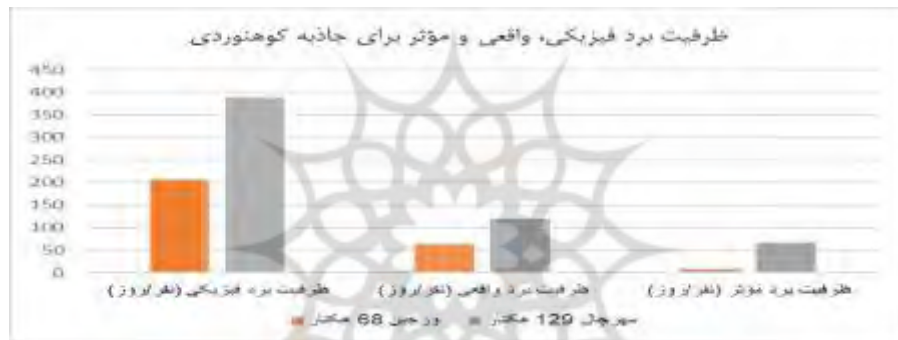 ظرفیت برد فیزیکی، واقعی و مؤثر برای جاذبه کوهنوردی
450
400
350
300
250
200
150
100
50
0
ظرفیت برد فیزیکی (نفر/روز)
ظرفیت برد واقعی (نفر/روز)
ظرفیت برد مؤثر (نفر/روز)
ورجین 68 هکتار
سهرچال 129 هکتار